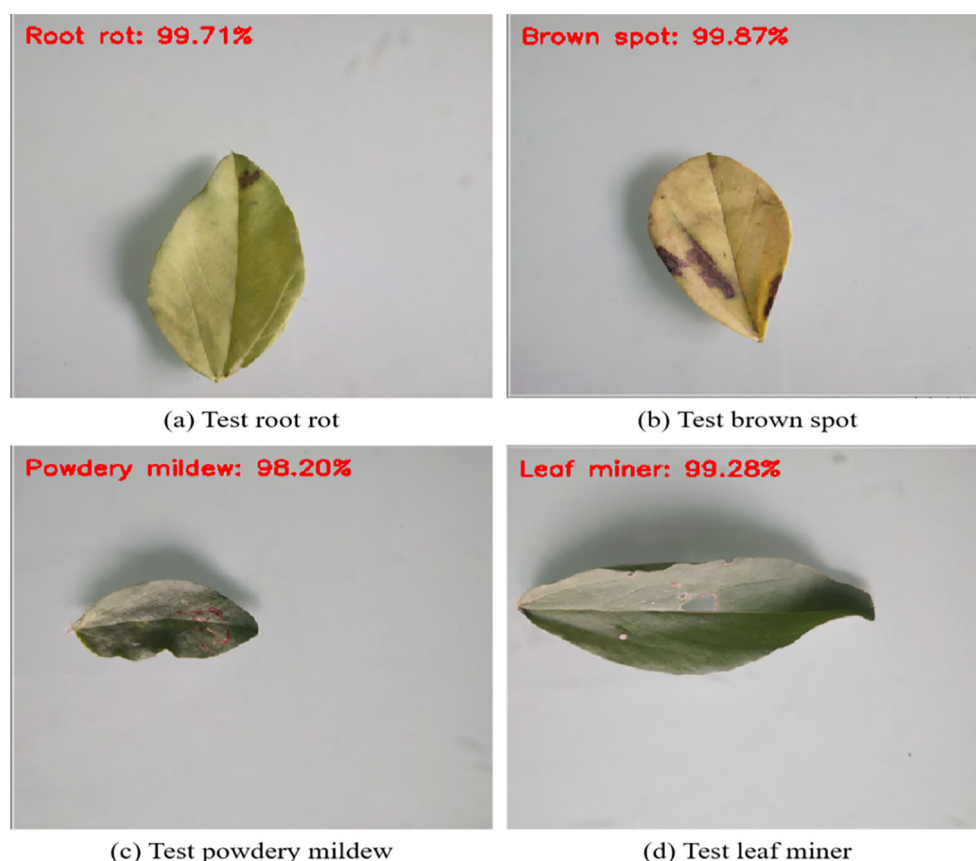 Root rot: 99.71%
Brown spot: 99.87%
(a) Test root rot
(b) Test brown spot
Powdery mildew: 98.20%
Leaf miner: 99.28%
(c) Test powdery mildew
(d) Test leaf miner